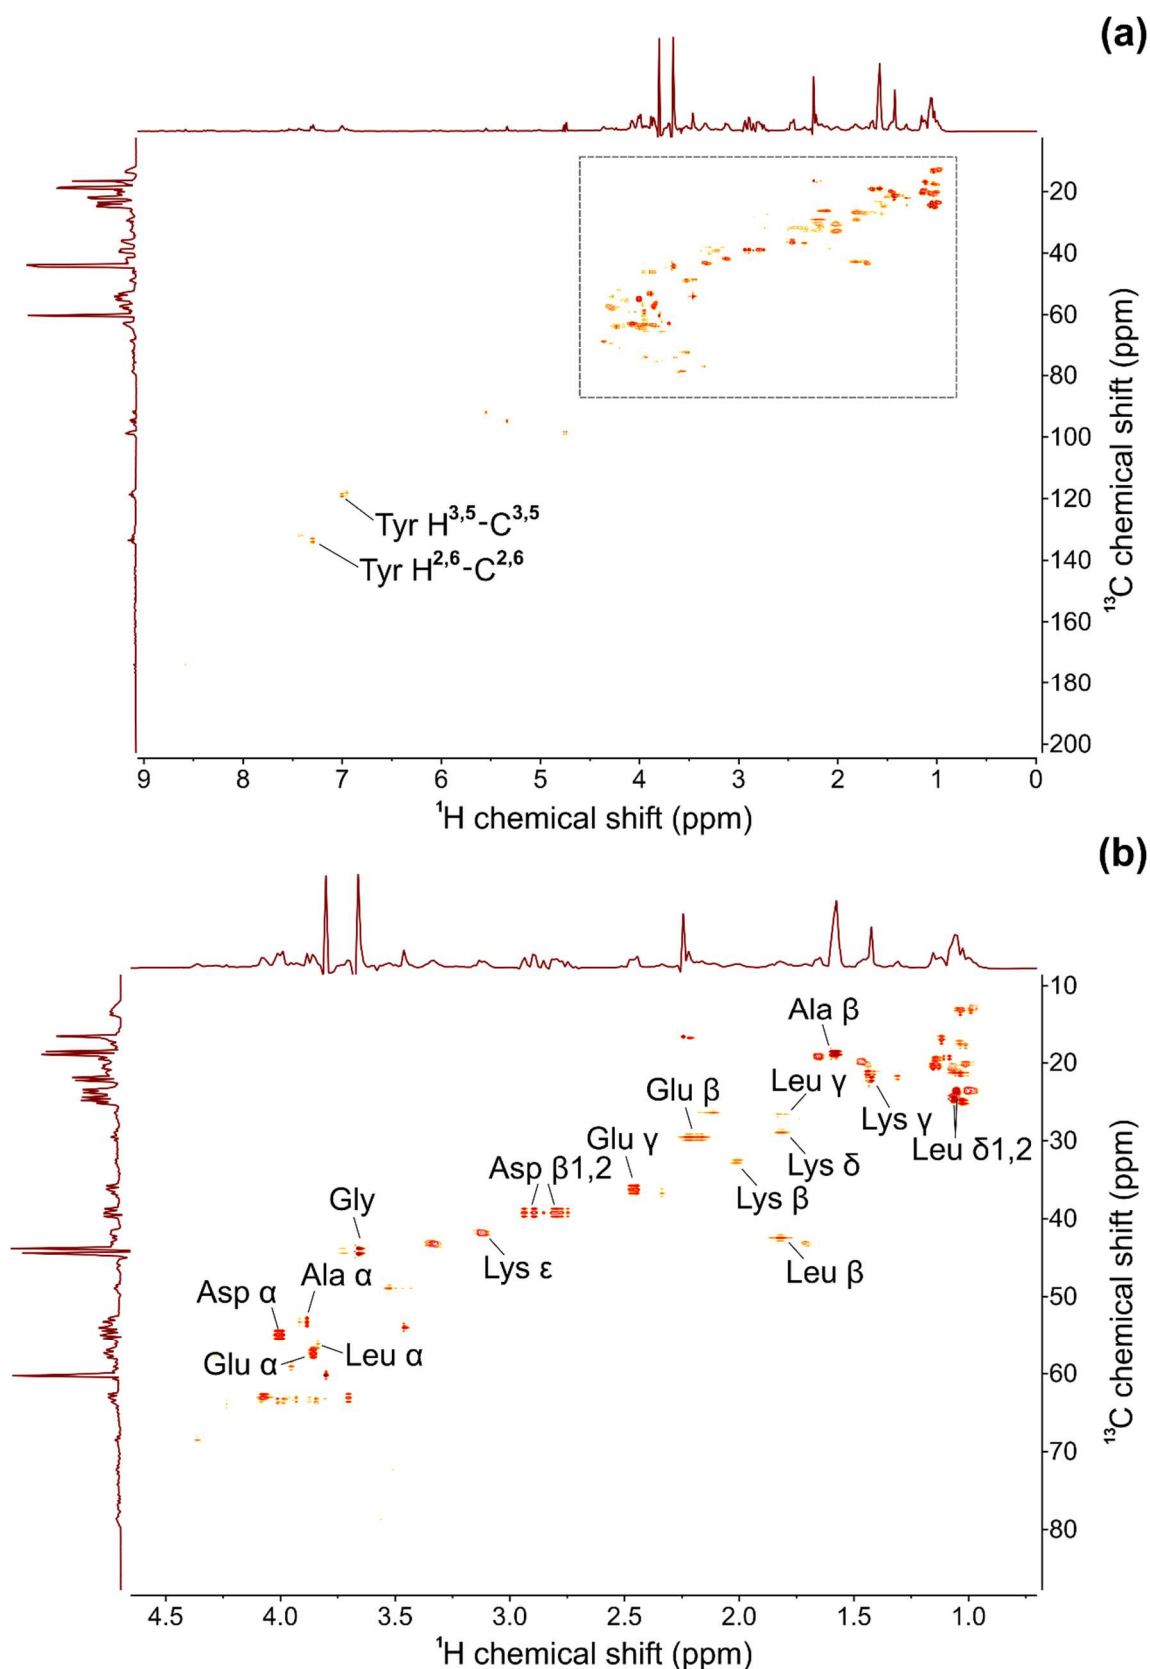 (a)
20
40
60
80
100
120
140
160
180
200
¹³C chemical shift (ppm)
Tyr H³,⁵-C³,⁵
Tyr H²,⁶-C²,⁶
9 8 7 6 5 4 3 2 1 0
¹H chemical shift (ppm)
(b)
10
20
30
40
50
60
70
80
¹³C chemical shift (ppm)
Ala β
Leu γ
Glu β
Lys γ
Glu γ
Leu δ1,2
Asp β1,2
Lys δ
Lys β
Gly
Lys ε
Leu β
Ala α
Asp α
Leu α
Glu α
4.5 4.0 3.5 3.0 2.5 2.0 1.5 1.0
¹H chemical shift (ppm)